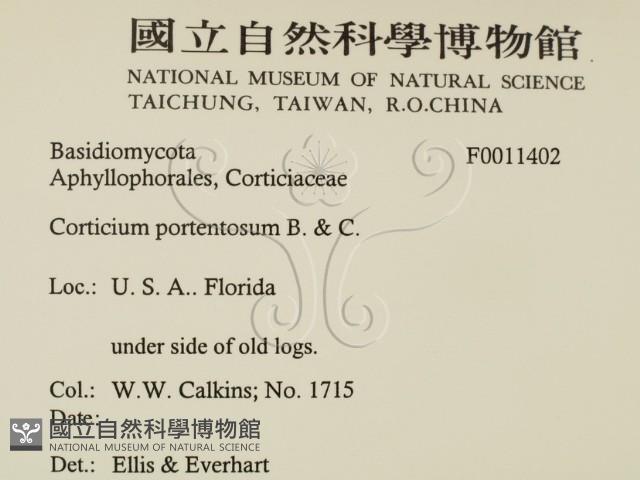 國立自然科學博物館
NATIONAL MUSEUM OF NATURAL SCIENCE
TAICHUNG, TAIWAN, R.O.CHINA
Basidiomycota F0011402
Aphyllophorales, Corticiaceae
Corticium portentosum B. & C.
Loc.: U. S. A.. Florida
under side of old logs.
Col.: W.W. Calkins; No. 1715
Date:
國立自然科學博物館
NATIONAL MUSEUM OF NATURAL SCIENCE
Det.: Ellis & Everhart